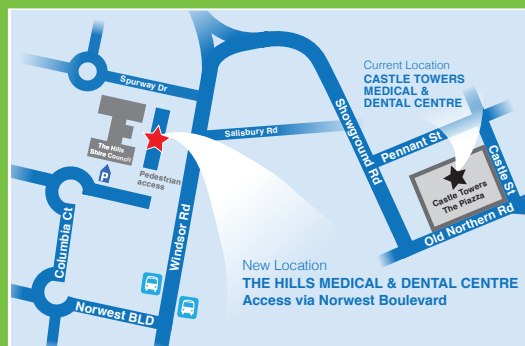 Spurway Dr
Current Location
CASTLE TOWERS
MEDICAL &
DENTAL CENTRE
Showground Rd
Salisbury Rd
Pennant St
The Hills
Shire Council
P
Pedestrian
access
Castle St
Castle Towers
The Piazza
Old Northern Rd
Columbia Ct
Windsor Rd
Norwest BLD
New Location
THE HILLS MEDICAL & DENTAL CENTRE
Access via Norwest Boulevard